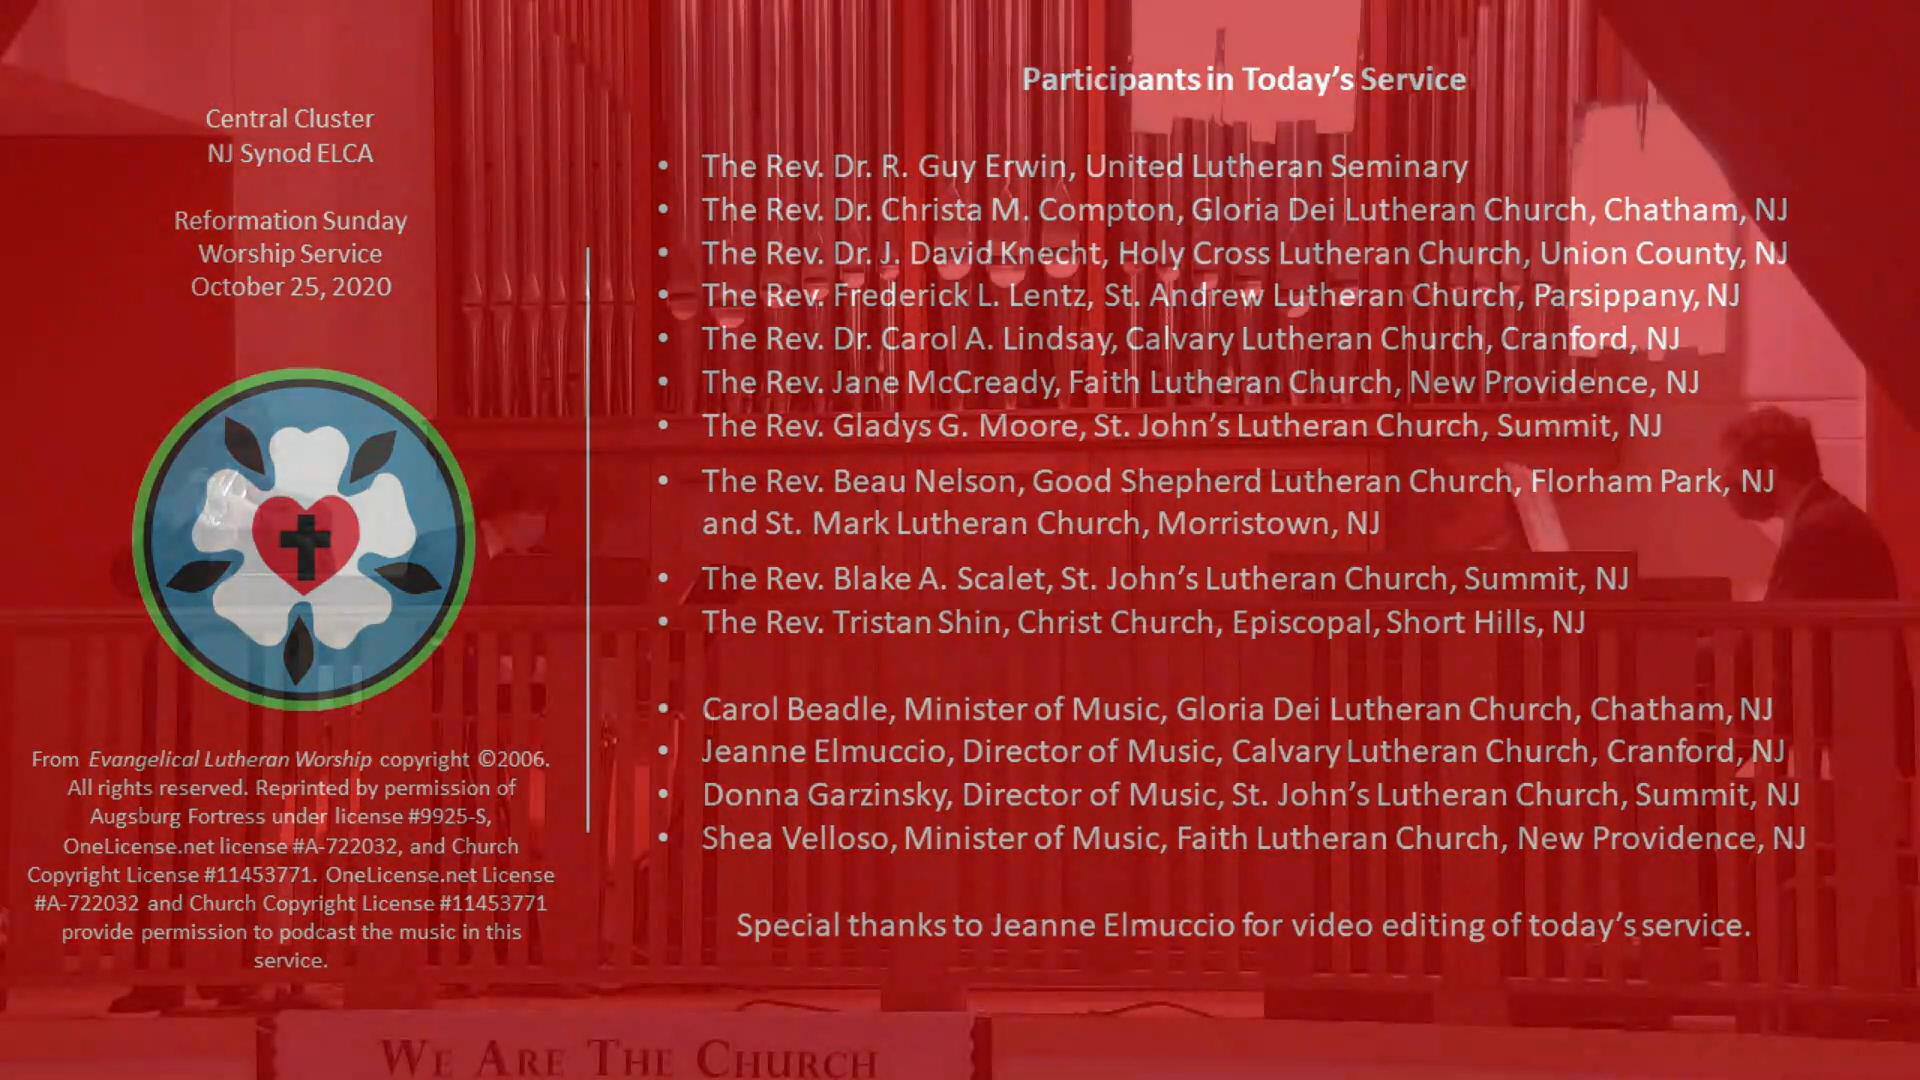 Central Cluster
NJ Synod ELCA
Reformation Sunday
Worship Service
October 25, 2020
From Evangelical Lutheran Worship copyright ©2006.
All rights reserved. Reprinted by permission of
Augsburg Fortress under license #9925-S,
OneLicense.net license #A-722032, and Church
Copyright License #11453771. OneLicense.net License
#A-722032 and Church Copyright License #11453771
provide permission to podcast the music in this
service.
Participants in Today's Service
• The Rev. Dr. R. Guy Erwin, United Lutheran Seminary
• The Rev. Dr. Christa M. Compton, Gloria Dei Lutheran Church, Chatham, NJ
• The Rev. Dr. J. David Knecht, Holy Cross Lutheran Church, Union County, NJ
• The Rev. Frederick L. Lentz, St. Andrew Lutheran Church, Parsippany, NJ
• The Rev. Dr. Carol A. Lindsay, Calvary Lutheran Church, Cranford, NJ
• The Rev. Jane McCready, Faith Lutheran Church, New Providence, NJ
• The Rev. Gladys G. Moore, St. John's Lutheran Church, Summit, NJ
• The Rev. Beau Nelson, Good Shepherd Lutheran Church, Florham Park, NJ
and St. Mark Lutheran Church, Morristown, NJ
• The Rev. Blake A. Scalet, St. John's Lutheran Church, Summit, NJ
• The Rev. Tristan Shin, Christ Church, Episcopal, Short Hills, NJ
• Carol Beadle, Minister of Music, Gloria Dei Lutheran Church, Chatham, NJ
• Jeanne Elmuccio, Director of Music, Calvary Lutheran Church, Cranford, NJ
• Donna Garzinsky, Director of Music, St. John's Lutheran Church, Summit, NJ
• Shea Velloso, Minister of Music, Faith Lutheran Church, New Providence, NJ
Special thanks to Jeanne Elmuccio for video editing of today's service.
WE ARE THE CHURCH